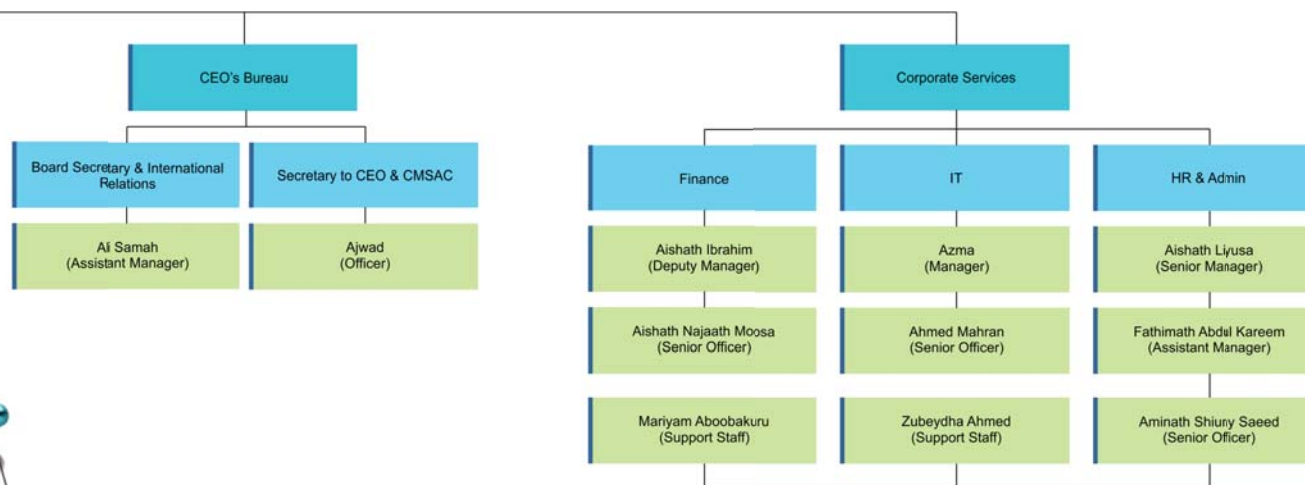 CEO's Bureau
Corporate Services
Board Secretary & International
Relations
Secretary to CEO & CMSAC
Finance
IT
HR & Admin
Ali Samah
(Assistant Manager)
Ajwad
(Officer)
Aishath Ibrahim
(Deputy Manager)
Azma
(Manager)
Aishath Liyusa
(Senior Manager)
Aishath Najaath Moosa
(Senior Officer)
Ahmed Mahran
(Senior Officer)
Fathimath Abdul Kareem
(Assistant Manager)
Mariyam Aboobakuru
(Support Staff)
Zubeydha Ahmed
(Support Staff)
Aminath Shiuny Saeed
(Senior Officer)